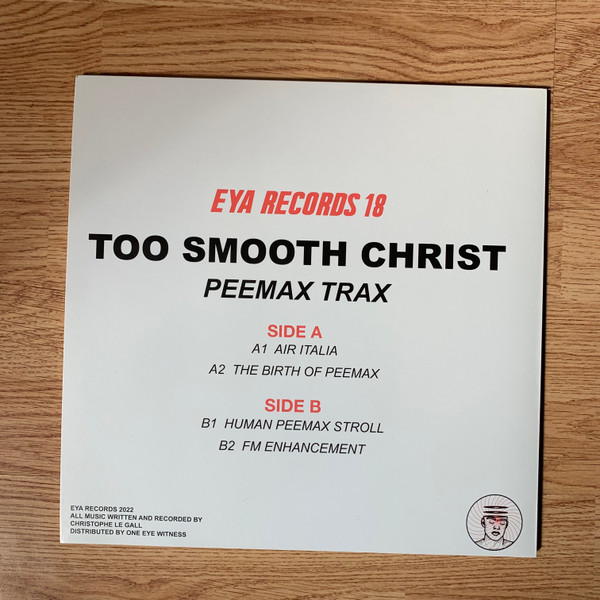 EYA RECORDS 18
TOO SMOOTH CHRIST
PEEMAX TRAX
SIDE A
A1 AIR ITALIA
A2 THE BIRTH OF PEEMAX
SIDE B
B1 HUMAN PEEMAX STROLL
B2 FM ENHANCEMENT
EYA RECORDS 2022
ALL MUSIC WRITTEN AND RECORDED BY
CHRISTOPHE LE GALL
DISTRIBUTED BY ONE EYE WITNESS